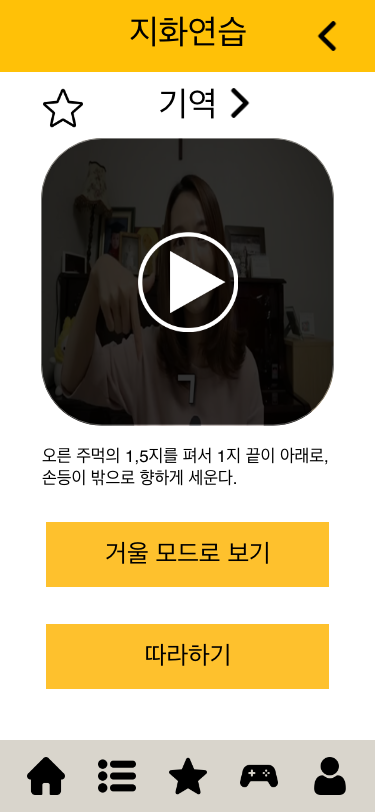 지화연습
기역
ㄱ
오른 주먹의 1,5지를 펴서 1지 끝이 아래로,
손등이 밖으로 향하게 세운다.
거울 모드로 보기
따라하기